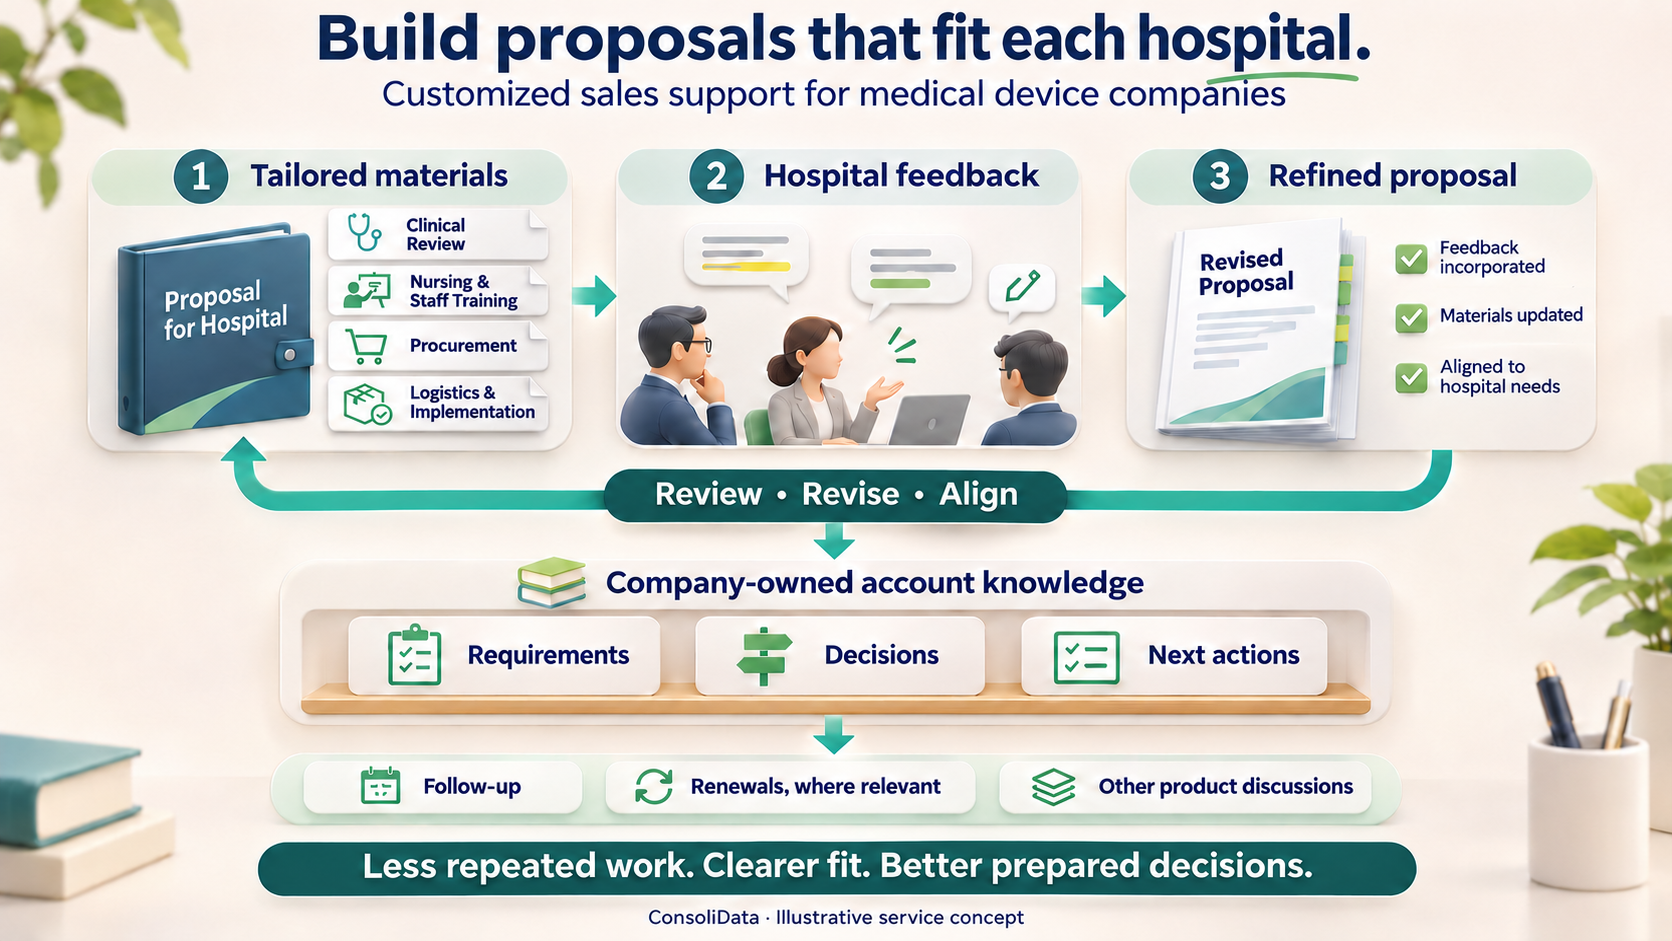 Build proposals that fit each hospital.
Customized sales support for medical device companies
1 Tailored materials
Proposal
for Hospital
Clinical
Review
Nursing &
Staff Training
Procurement
Logistics &
Implementation
2 Hospital feedback
3 Refined proposal
Revised
Proposal
Feedback
incorporated
Materials updated
Aligned to
hospital needs
Review • Revise • Align
Company-owned account knowledge
Requirements
Decisions
Next actions
Follow-up
Renewals, where relevant
Other product discussions
Less repeated work. Clearer fit. Better prepared decisions.
ConsoliData · Illustrative service concept